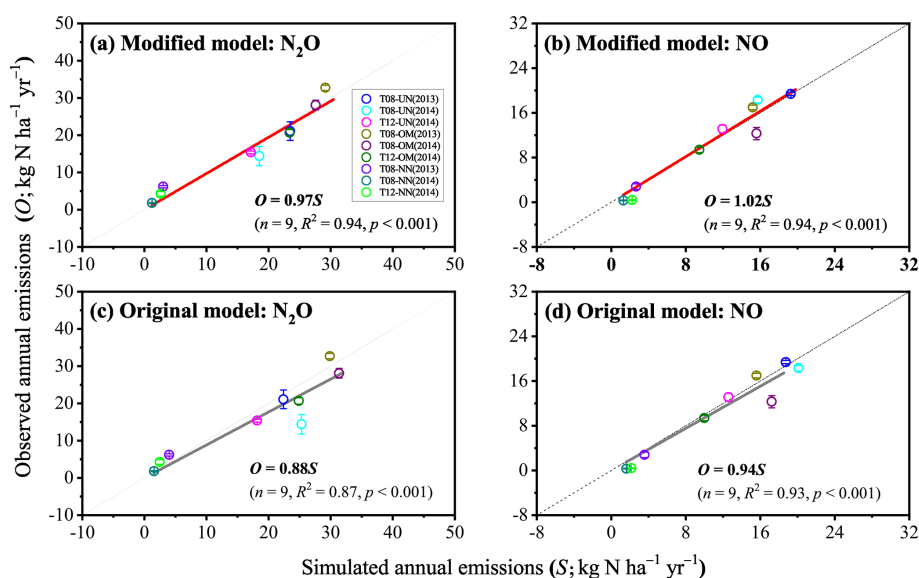 (a) Modified model: N₂O
(b) Modified model: NO
50
40
30
20
10
0
-10
32
24
16
8
0
-8
T08-UN(2013)
T08-UN(2014)
T12-UN(2014)
T08-OM(2013)
T08-OM(2014)
T12-OM(2014)
T08-NN(2013)
T08-NN(2014)
T12-NN(2014)
O = 0.97S
(n = 9, R² = 0.94, p < 0.001)
O = 1.02S
(n = 9, R² = 0.94, p < 0.001)
-10 0 10 20 30 40 50
-8 0 8 16 24 32
(c) Original model: N₂O
(d) Original model: NO
50
40
30
20
10
0
-10
32
24
16
8
0
-8
O = 0.88S
(n = 9, R² = 0.87, p < 0.001)
O = 0.94S
(n = 9, R² = 0.93, p < 0.001)
-10 0 10 20 30 40 50
-8 0 8 16 24 32
Observed annual emissions (O; kg N ha⁻¹ yr⁻¹)
Simulated annual emissions (S; kg N ha⁻¹ yr⁻¹)